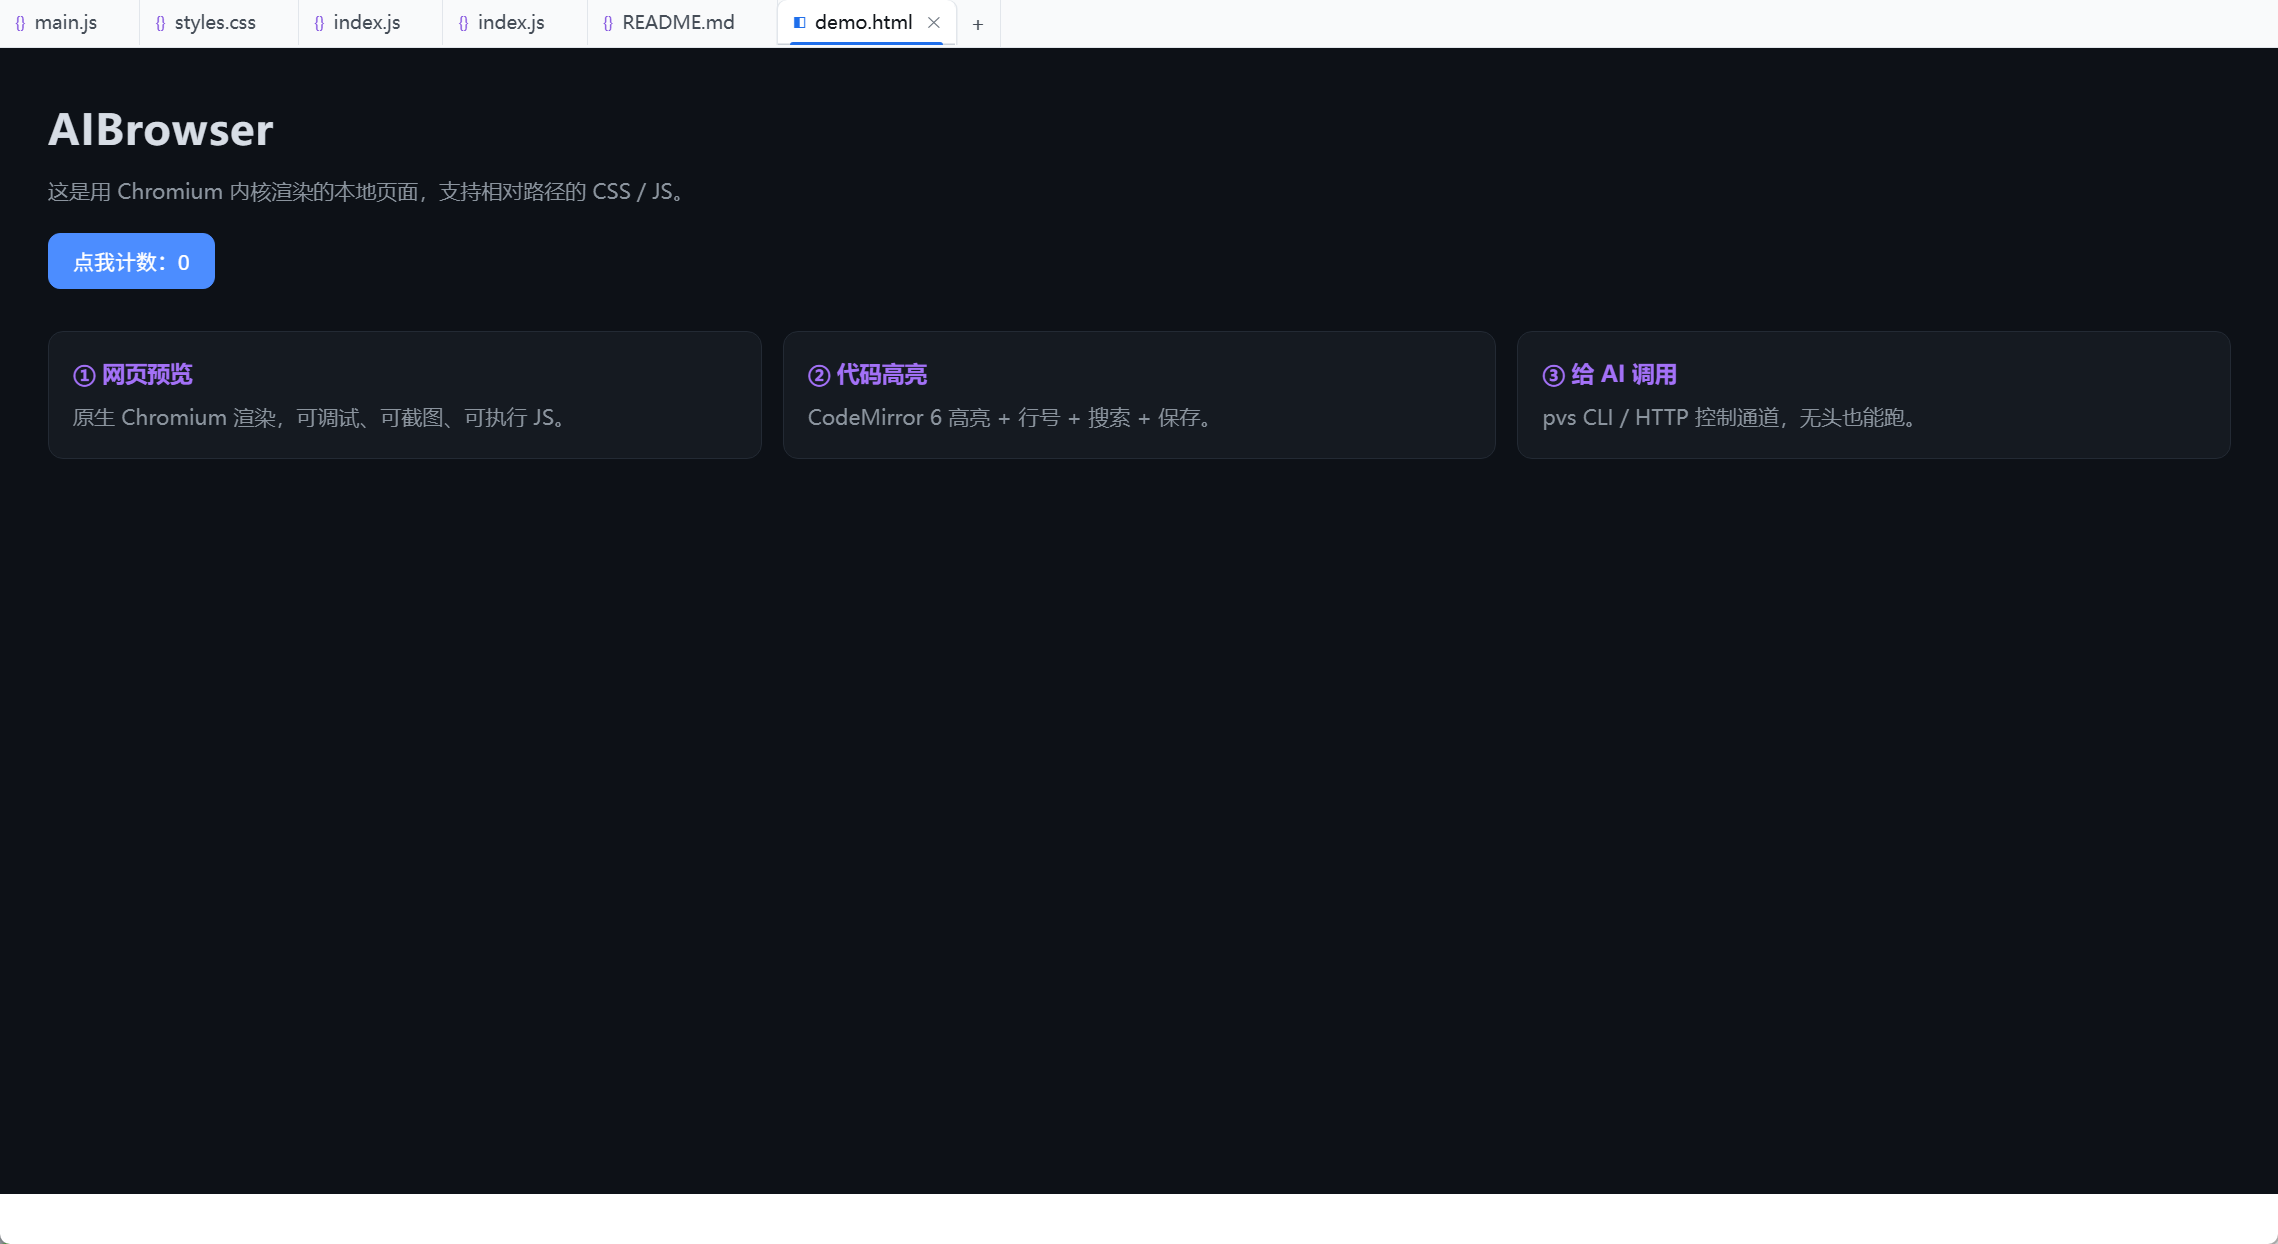 {} main.js
{} styles.css
{} index.js
{} index.js
{} README.md
demo.html
+
AIBrowser
这是用 Chromium 内核渲染的本地页面，支持相对路径的 CSS / JS。
点我计数：0
① 网页预览
原生 Chromium 渲染，可调试、可截图、可执行 JS。
② 代码高亮
CodeMirror 6 高亮 + 行号 + 搜索 + 保存。
③ 给 AI 调用
pvs CLI / HTTP 控制通道，无头也能跑。